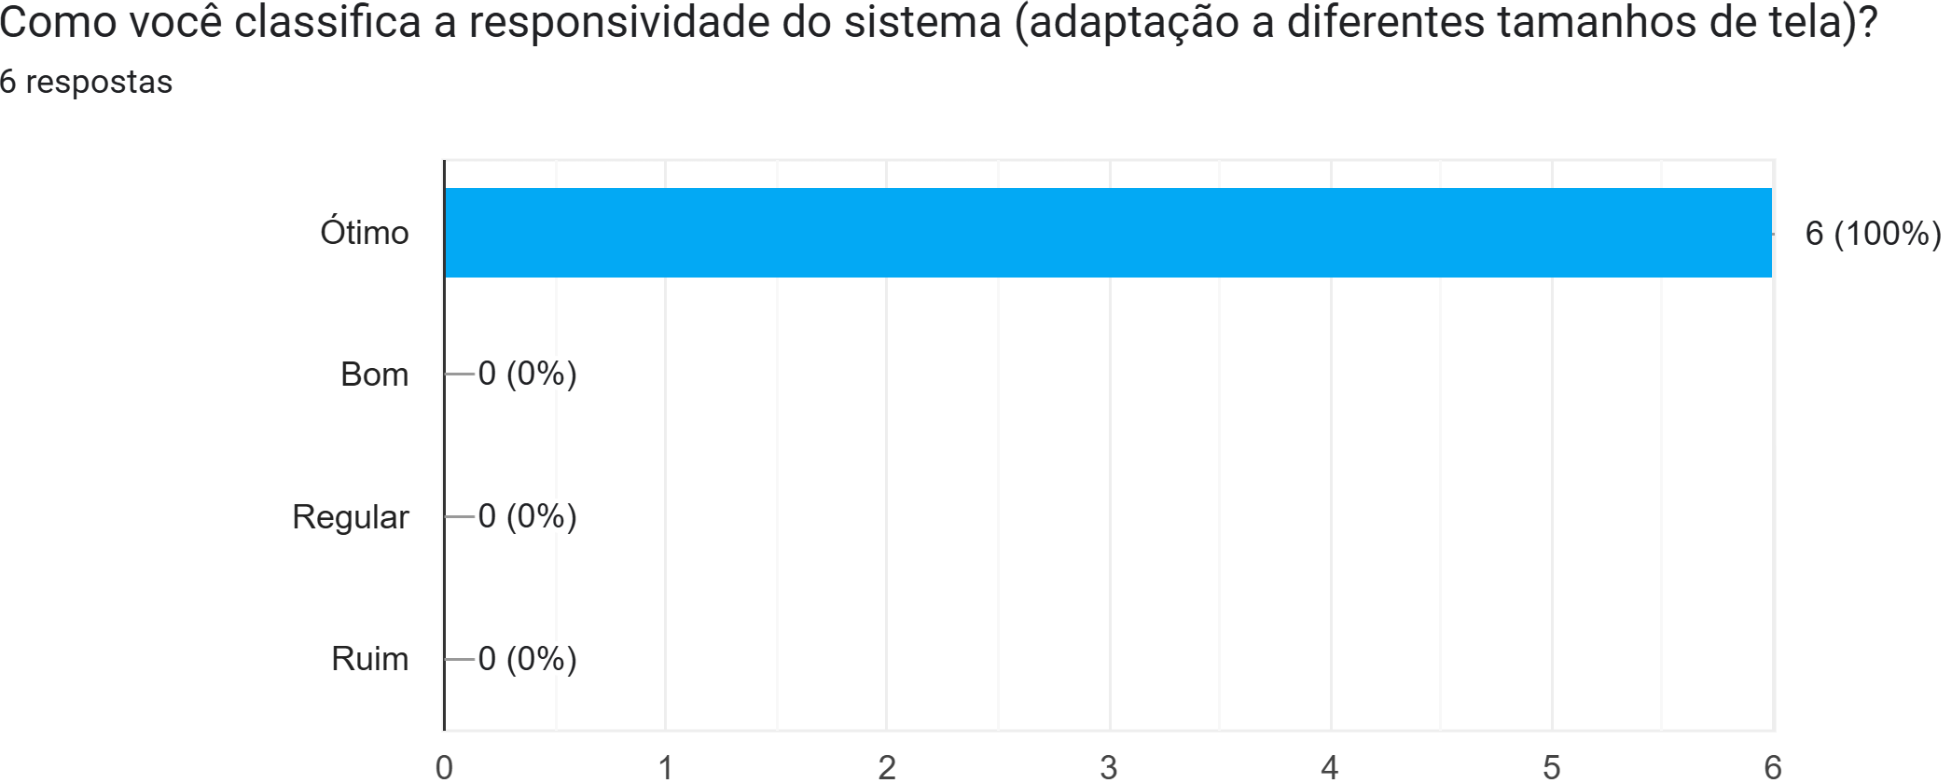 Como você classifica a responsividade do sistema (adaptação a diferentes tamanhos de tela)?
6 respostas
Ótimo 6 (100%)
Bom 0 (0%)
Regular 0 (0%)
Ruim 0 (0%)
0 1 2 3 4 5 6